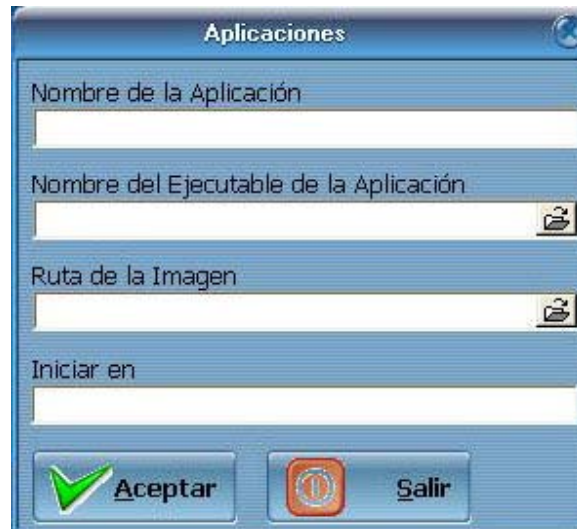 Aplicaciones
Nombre de la Aplicación
Nombre del Ejecutable de la Aplicación
Ruta de la Imagen
Iniciar en
Aceptar
Salir